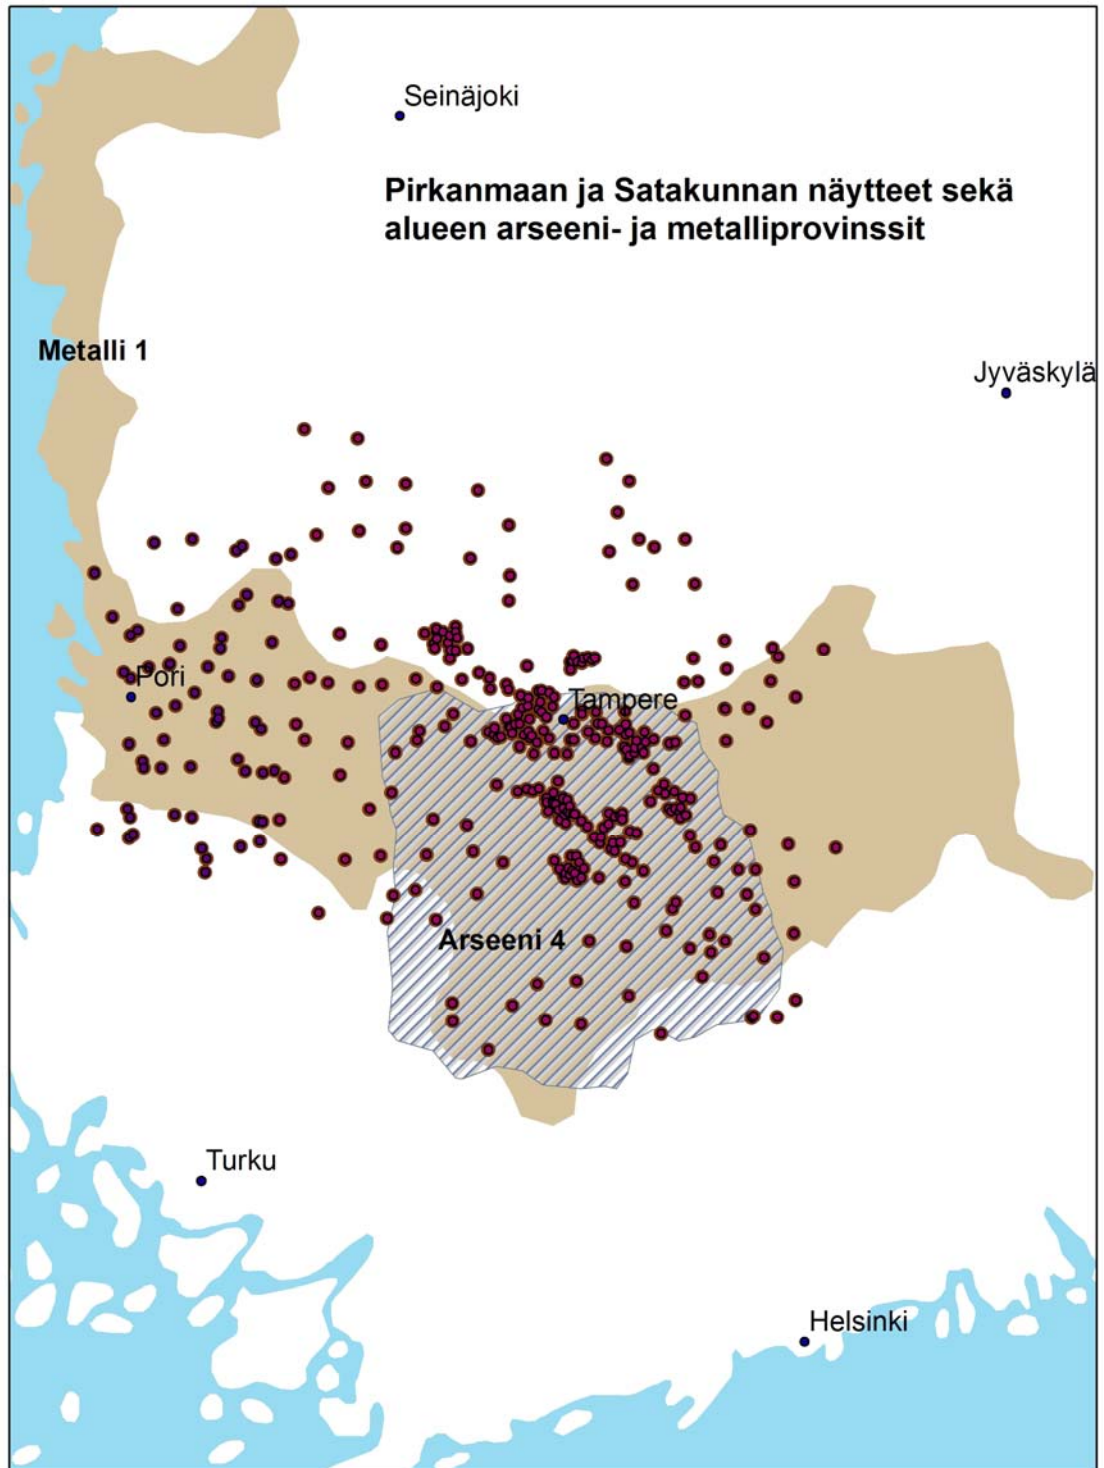 Seinäjoki
Pirkanmaan ja Satakunnan näytteet sekä
alueen arseeni- ja metalliprovinssit
Metalli 1
Jyväskylä
Pori
Tampere
Arseeni 4
Turku
Helsinki